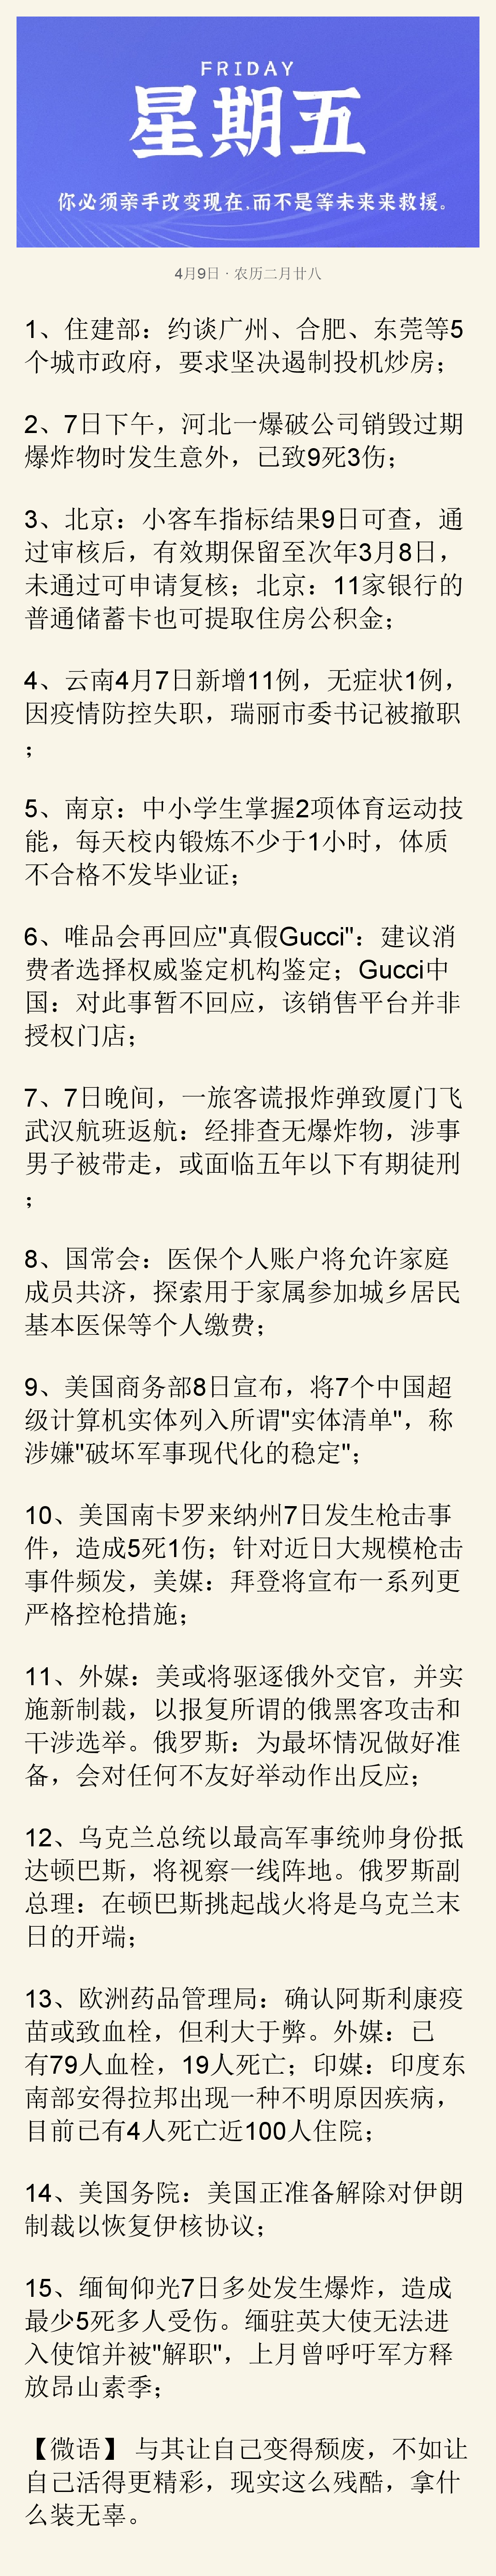 FRIDAY
星期五
你必须亲手改变现在,而不是等未来来救援。
4月9日 · 农历二月廿八
1、住建部：约谈广州、合肥、东莞等5
个城市政府，要求坚决遏制投机炒房；
2、7日下午，河北一爆破公司销毁过期
爆炸物时发生意外，已致9死3伤；
3、北京：小客车指标结果9日可查，通
过审核后，有效期保留至次年3月8日，
未通过可申请复核；北京：11家银行的
普通储蓄卡也可提取住房公积金；
4、云南4月7日新增11例，无症状1例，
因疫情防控失职，瑞丽市委书记被撤职
；
5、南京：中小学生掌握2项体育运动技
能，每天校内锻炼不少于1小时，体质
不合格不发毕业证；
6、唯品会再回应"真假Gucci"：建议消
费者选择权威鉴定机构鉴定；Gucci中
国：对此事暂不回应，该销售平台并非
授权门店；
7、7日晚间，一旅客谎报炸弹致厦门飞
武汉航班返航：经排查无爆炸物，涉事
男子被带走，或面临五年以下有期徒刑
；
8、国常会：医保个人账户将允许家庭
成员共济，探索用于家属参加城乡居民
基本医保等个人缴费；
9、美国商务部8日宣布，将7个中国超
级计算机实体列入所谓"实体清单"，称
涉嫌"破坏军事现代化的稳定"；
10、美国南卡罗来纳州7日发生枪击事
件，造成5死1伤；针对近日大规模枪击
事件频发，美媒：拜登将宣布一系列更
严格控枪措施；
11、外媒：美或将驱逐俄外交官，并实
施新制裁，以报复所谓的俄黑客攻击和
干涉选举。俄罗斯：为最坏情况做好准
备，会对任何不友好举动作出反应；
12、乌克兰总统以最高军事统帅身份抵
达顿巴斯，将视察一线阵地。俄罗斯副
总理：在顿巴斯挑起战火将是乌克兰末
日的开端；
13、欧洲药品管理局：确认阿斯利康疫
苗或致血栓，但利大于弊。外媒：已
有79人血栓，19人死亡；印媒：印度东
南部安得拉邦出现一种不明原因疾病，
目前已有4人死亡近100人住院；
14、美国务院：美国正准备解除对伊朗
制裁以恢复伊核协议；
15、缅甸仰光7日多处发生爆炸，造成
最少5死多人受伤。缅驻英大使无法进
入使馆并被"解职"，上月曾呼吁军方释
放昂山素季；
【微语】 与其让自己变得颓废，不如让
自己活得更精彩，现实这么残酷，拿什
么装无辜。